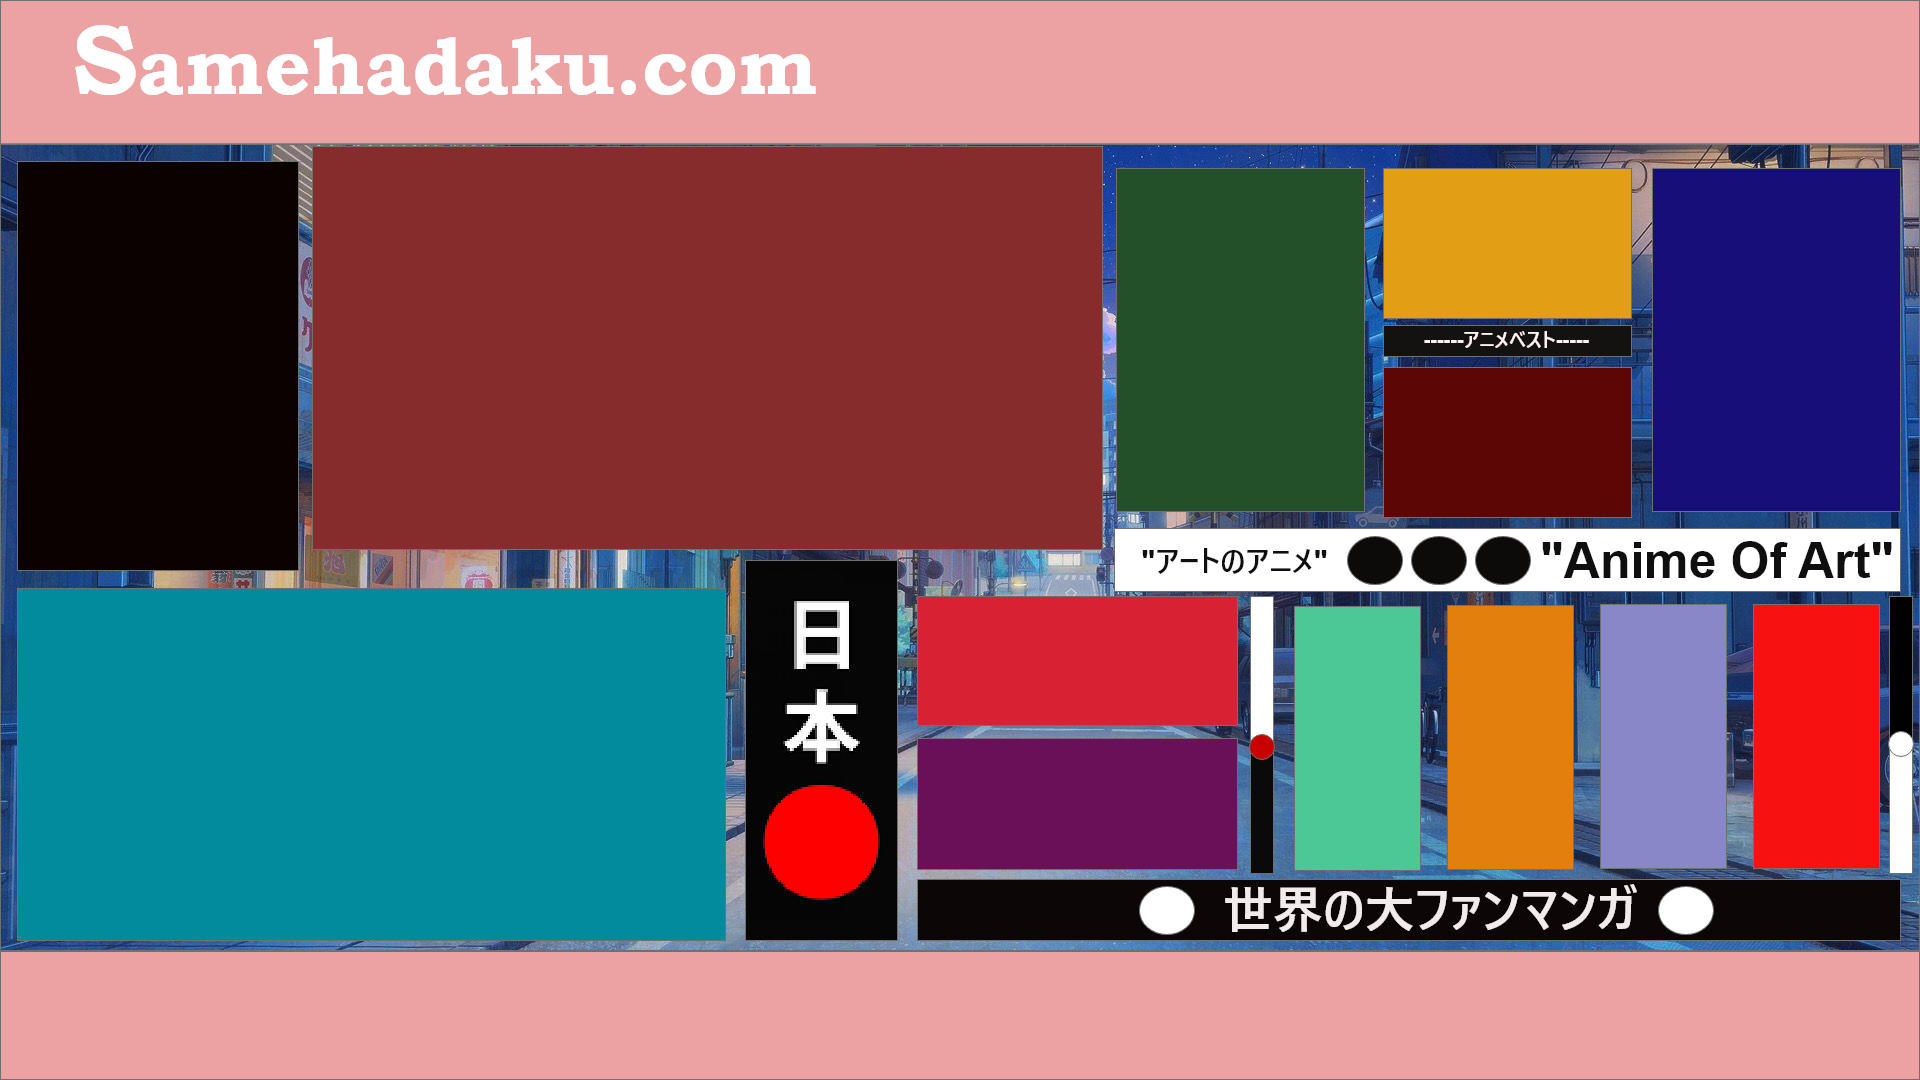 Samehadaku.com
------アニメベスト-----
"アートのアニメ" "Anime Of Art"
日
本
世界の大ファンマンガ